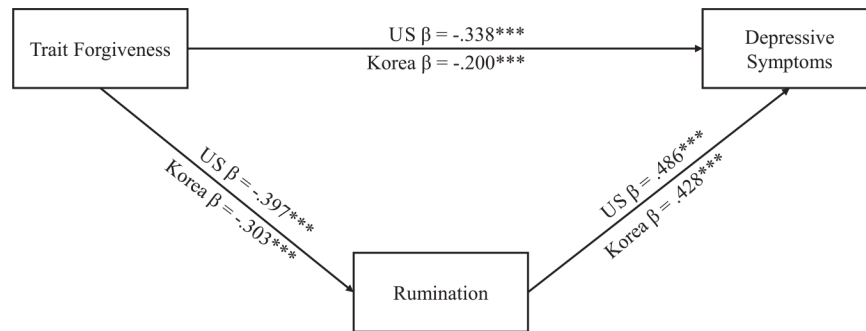 Trait Forgiveness
US β = -.338***
Korea β = -.200***
Depressive
Symptoms
US β = -.397***
Korea β = -.303***
US β = .486***
Korea β = .428***
Rumination